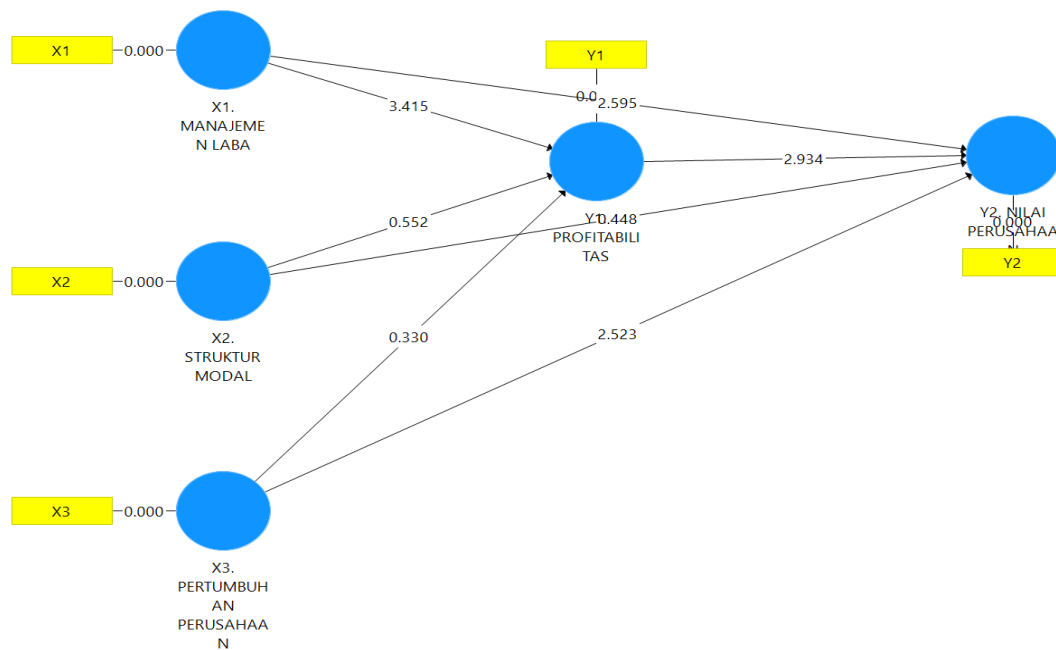 X1
0.000
X1.
MANAJEME
N LABA
3.415
Y1
0.0
2.595
2.934
Y1.
PROFITABILI
TAS
0.448
0.552
X2
0.000
X2.
STRUKTUR
MODAL
Y2. NILAI
PERUSAHAA
0.000
Y2
0.330
2.523
X3
0.000
X3.
PERTUMBUH
AN
PERUSAHAA
N